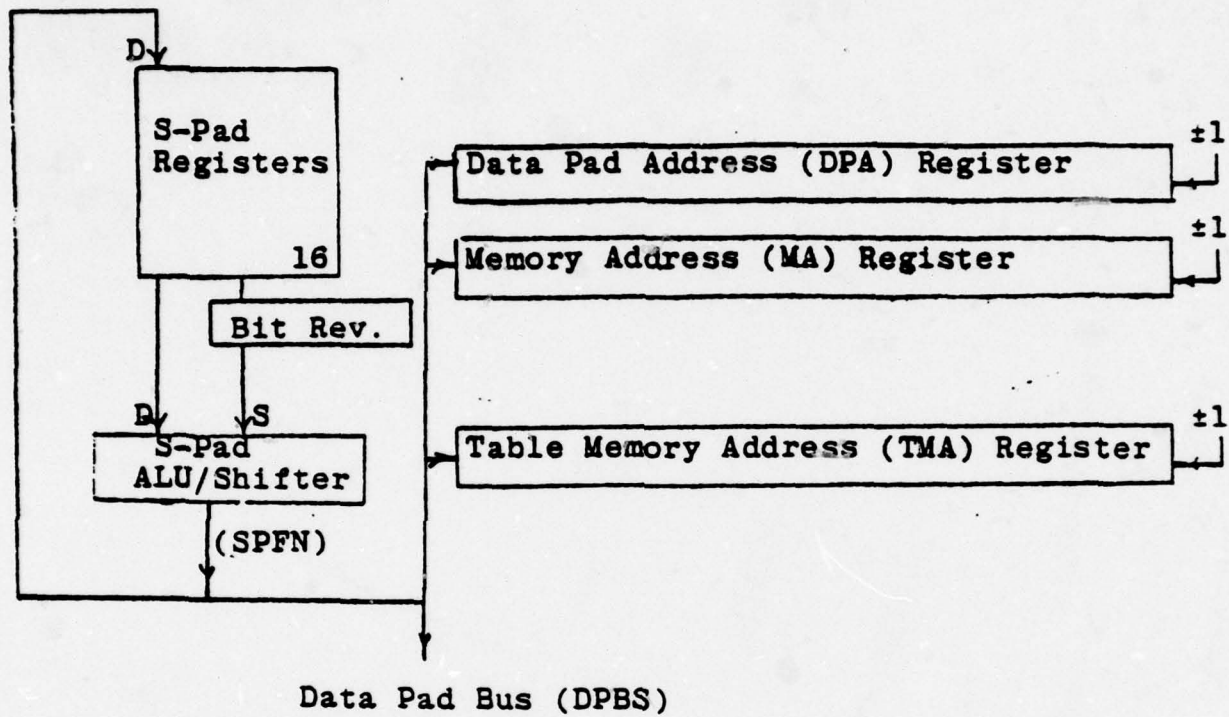 D
S-Pad
Registers
16
Bit Rev.
D
S
S-Pad
ALU/Shifter
(SPFN)
±1
Data Pad Address (DPA) Register
±1
Memory Address (MA) Register
±1
Table Memory Address (TMA) Register
Data Pad Bus (DPBS)